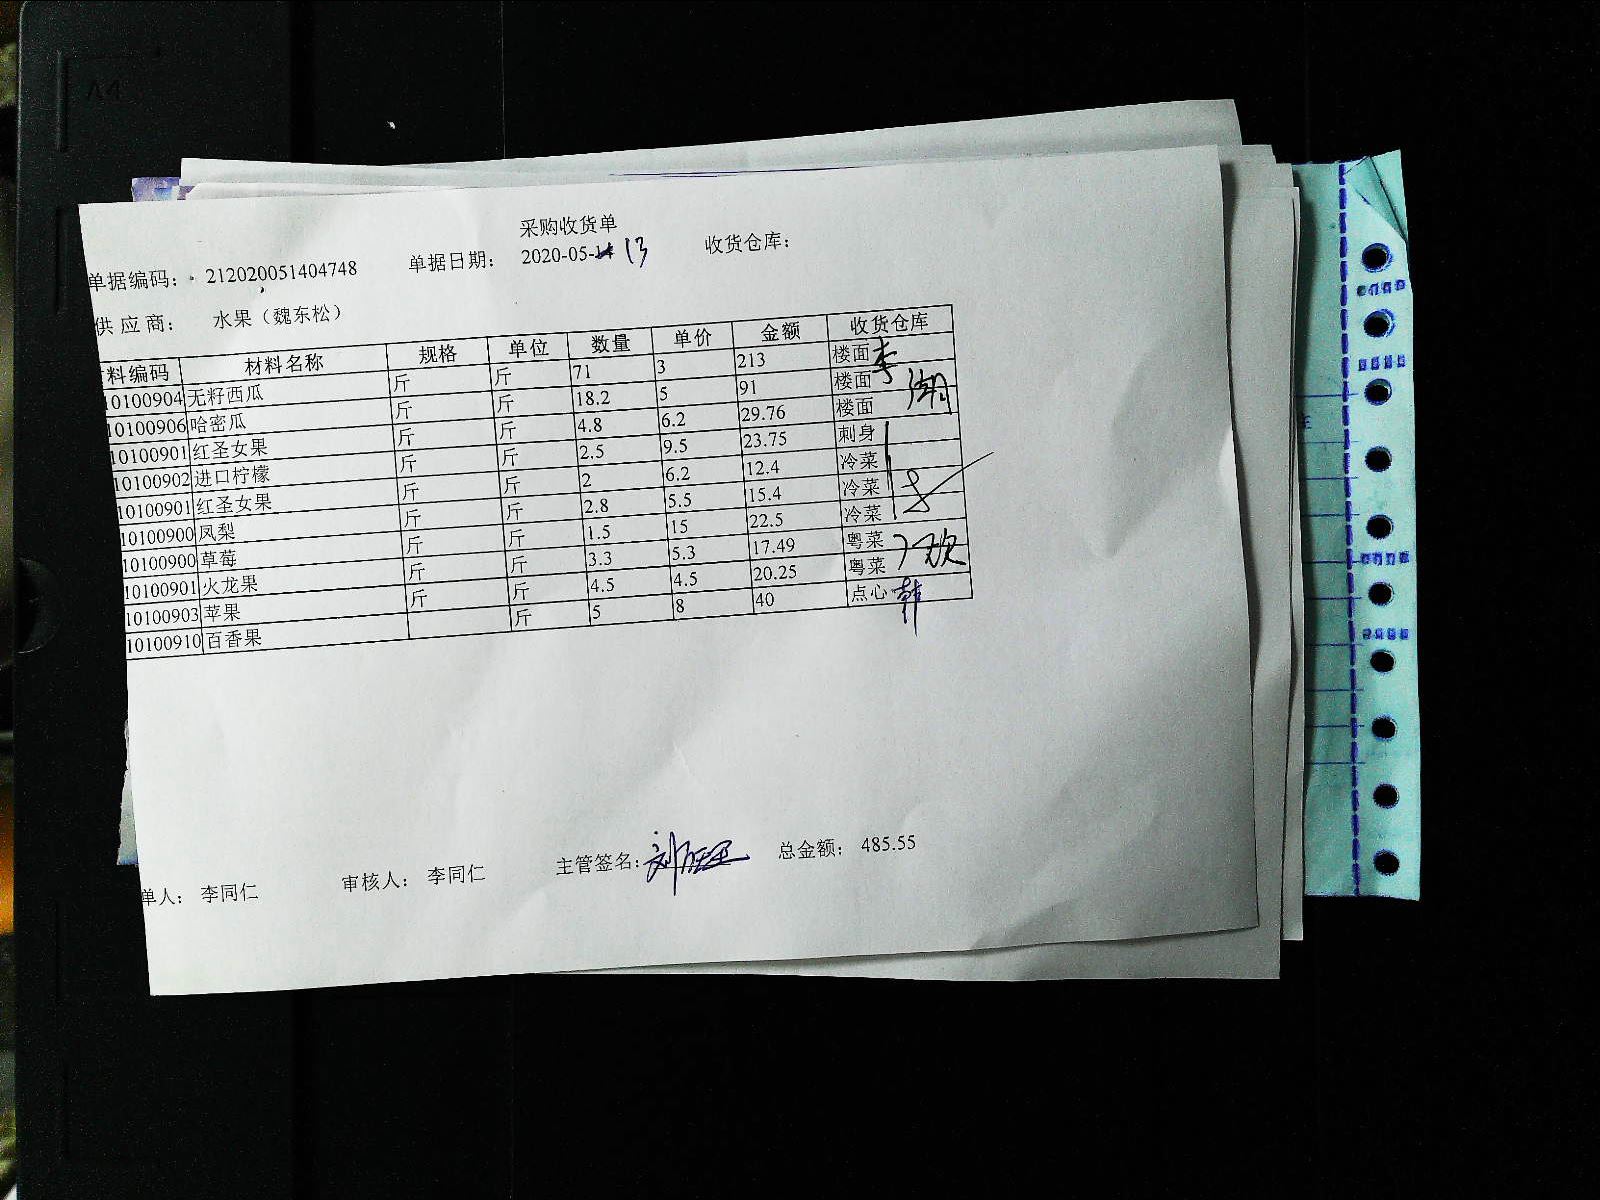 采购收货单
单据编码: 212020051404748 单据日期: 2020-05-14 13 收货仓库:
供应商: 水果（魏东松）
料编码 材料名称 规格 单位 数量 单价 金额 收货仓库
10100904 无籽西瓜 斤 斤 71 3 213 楼面 李
10100906 哈密瓜 斤 斤 18.2 5 91 楼面
10100901 红圣女果 斤 斤 4.8 6.2 29.76 楼面
10100902 进口柠檬 斤 斤 2.5 9.5 23.75 刺身
10100901 红圣女果 斤 斤 2 6.2 12.4 冷菜
10100900 凤梨 斤 斤 2.8 5.5 15.4 冷菜
10100900 草莓 斤 斤 1.5 15 22.5 冷菜
10100901 火龙果 斤 斤 3.3 5.3 17.49 粤菜
10100903 苹果 斤 斤 4.5 4.5 20.25 粤菜
10100910 百香果 斤 5 8 40 点心 韩
单人: 李同仁 审核人: 李同仁 主管签名: 总金额: 485.55